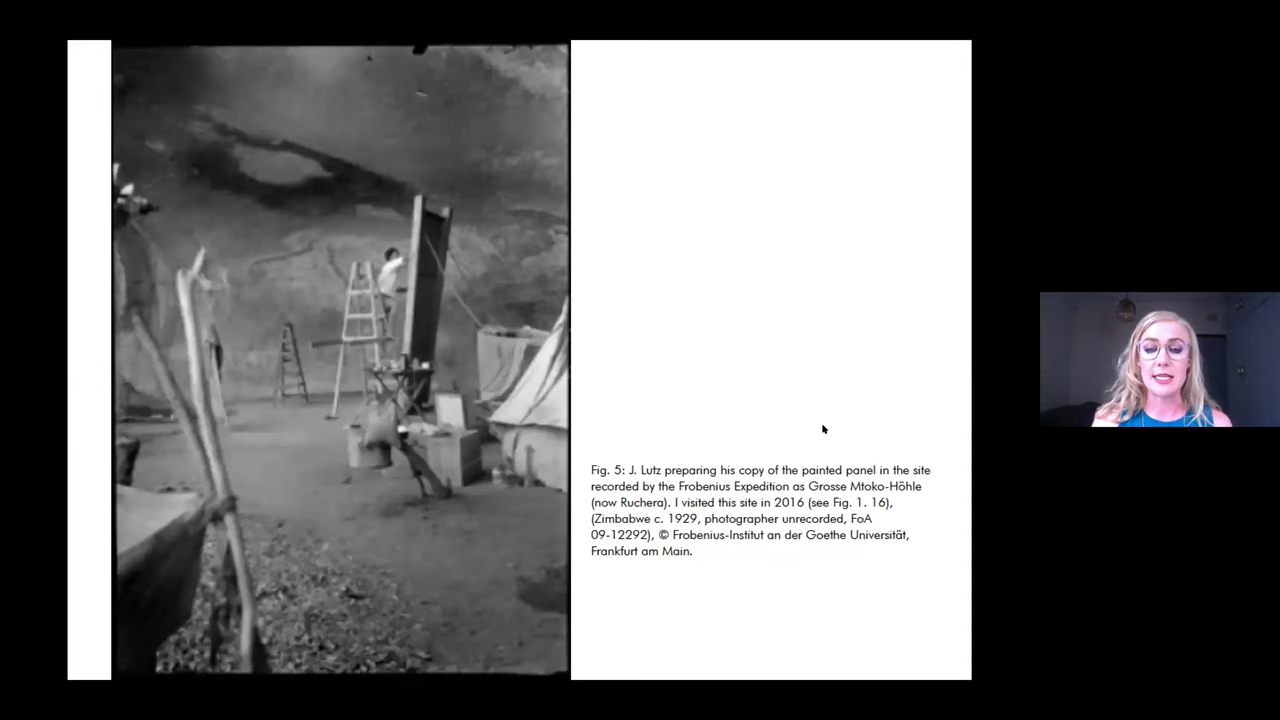 Fig. 5: J. Lutz preparing his copy of the painted panel in the site
recorded by the Frobenius Expedition as Grosse Mtoko-Höhle
(now Ruchera). I visited this site in 2016 (see Fig. 1. 16),
(Zimbabwe c. 1929, photographer unrecorded, FoA
09-12292), © Frobenius-Institut an der Goethe Universität,
Frankfurt am Main.